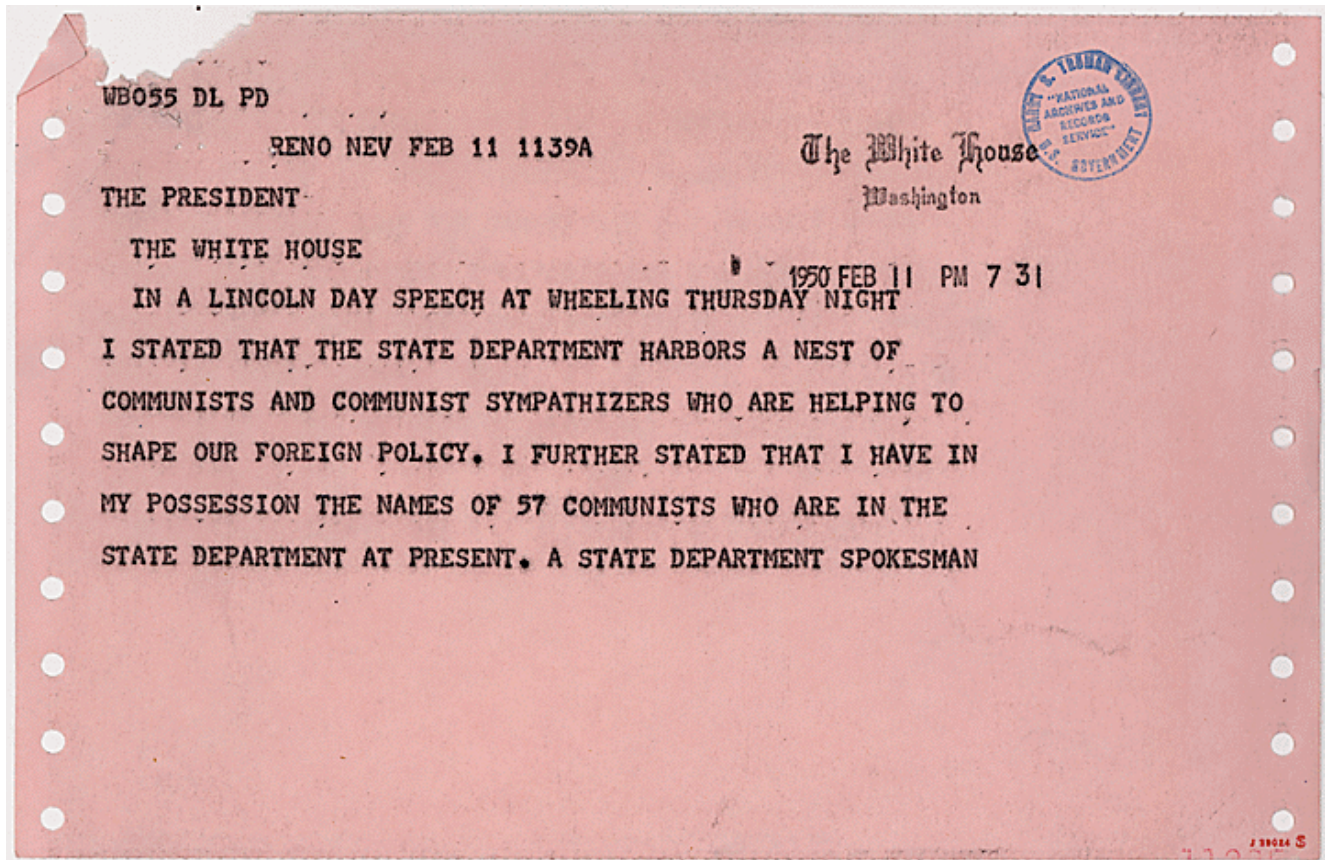 WB055 DL PD
RENO NEV FEB 11 1139A
The White House
Washington
HARRY S. TRUMAN LIBRARY
"NATIONAL
ARCHIVES AND
RECORDS
SERVICE"
U.S. GOVERNMENT
THE PRESIDENT
THE WHITE HOUSE
1950 FEB 11 PM 7 31
IN A LINCOLN DAY SPEECH AT WHEELING THURSDAY NIGHT
I STATED THAT THE STATE DEPARTMENT HARBORS A NEST OF
COMMUNISTS AND COMMUNIST SYMPATHIZERS WHO ARE HELPING TO
SHAPE OUR FOREIGN POLICY. I FURTHER STATED THAT I HAVE IN
MY POSSESSION THE NAMES OF 57 COMMUNISTS WHO ARE IN THE
STATE DEPARTMENT AT PRESENT. A STATE DEPARTMENT SPOKESMAN